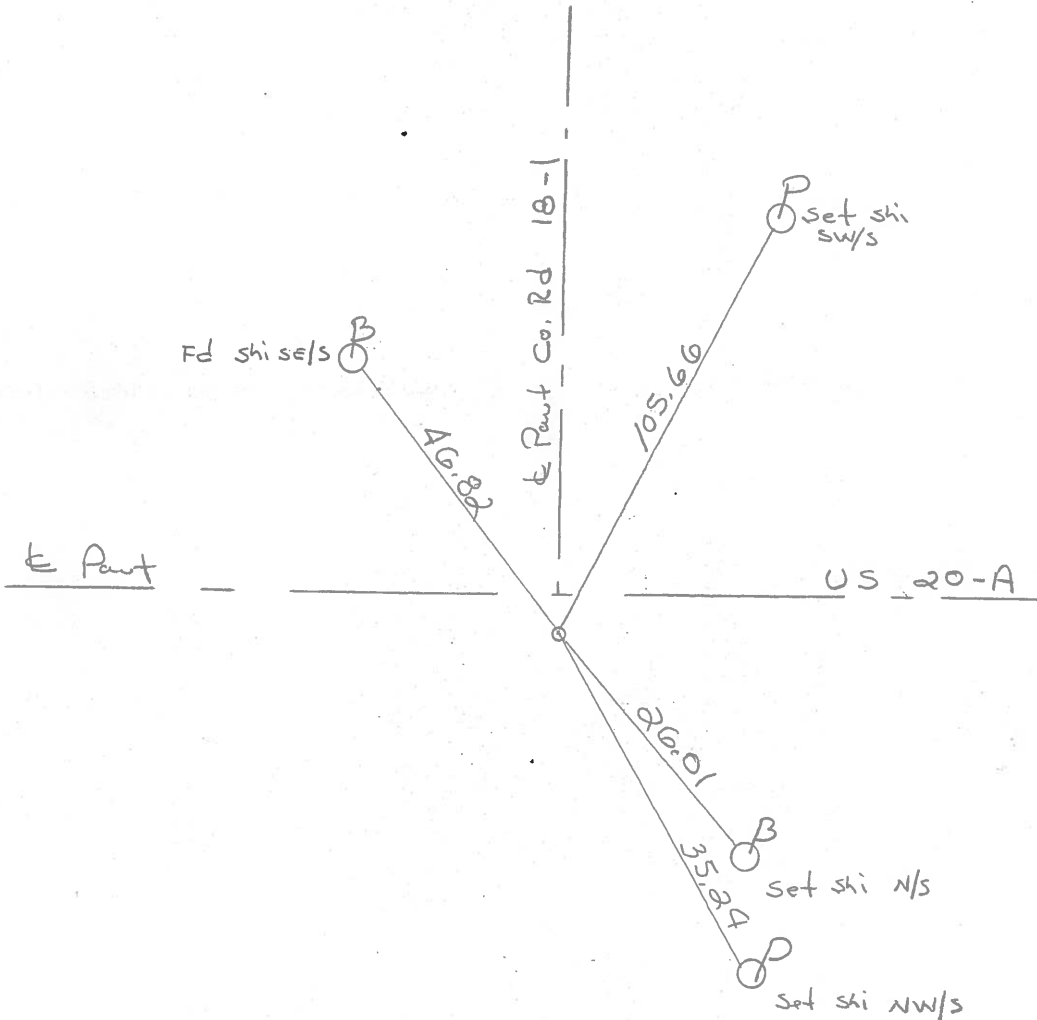 ℄ Pavt Co. Rd 18-1
P
Set shi
SW/S
B
Fd shi SE/S
105.66
46.82
℄ Pavt
US 20-A
26.01
35.24
B
Set shi N/S
P
Set shi NW/S